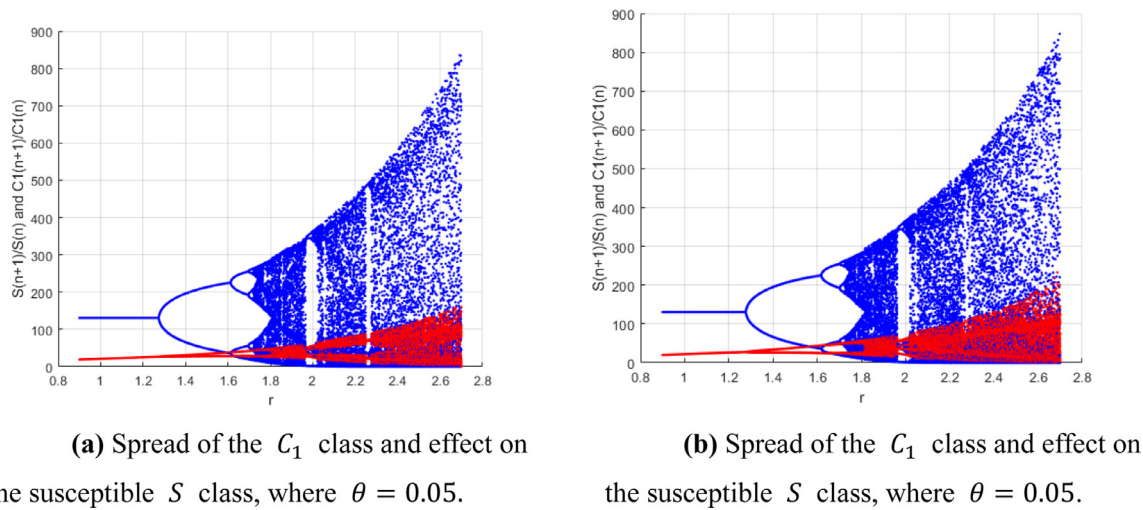 900
800
700
600
500
400
300
200
100
0
S(n+1)/S(n) and C1(n+1)/C1(n)
0.8 1 1.2 1.4 1.6 1.8 2 2.2 2.4 2.6 2.8
r
900
800
700
600
500
400
300
200
100
0
S(n+1)/S(n) and C1(n+1)/C1(n)
0.8 1 1.2 1.4 1.6 1.8 2 2.2 2.4 2.6 2.8
r
(a) Spread of the C₁ class and effect on
he susceptible S class, where θ = 0.05.
(b) Spread of the C₁ class and effect on
the susceptible S class, where θ = 0.05.